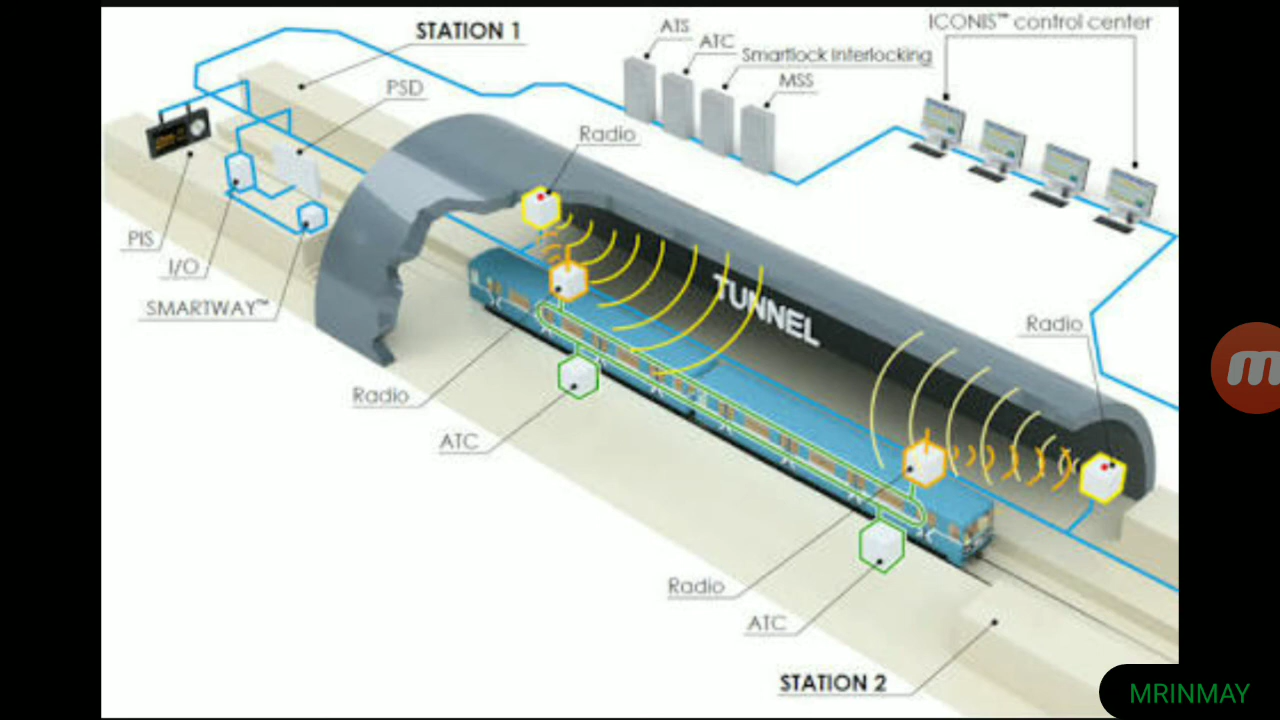 STATION 1
ATS
ATC
ICONIS™ control center
Smartlock Interlocking
MSS
PSD
Radio
PIS
I/O
SMARTWAY™
TUNNEL
Radio
Radio
ATC
Radio
ATC
STATION 2
MRINMAY